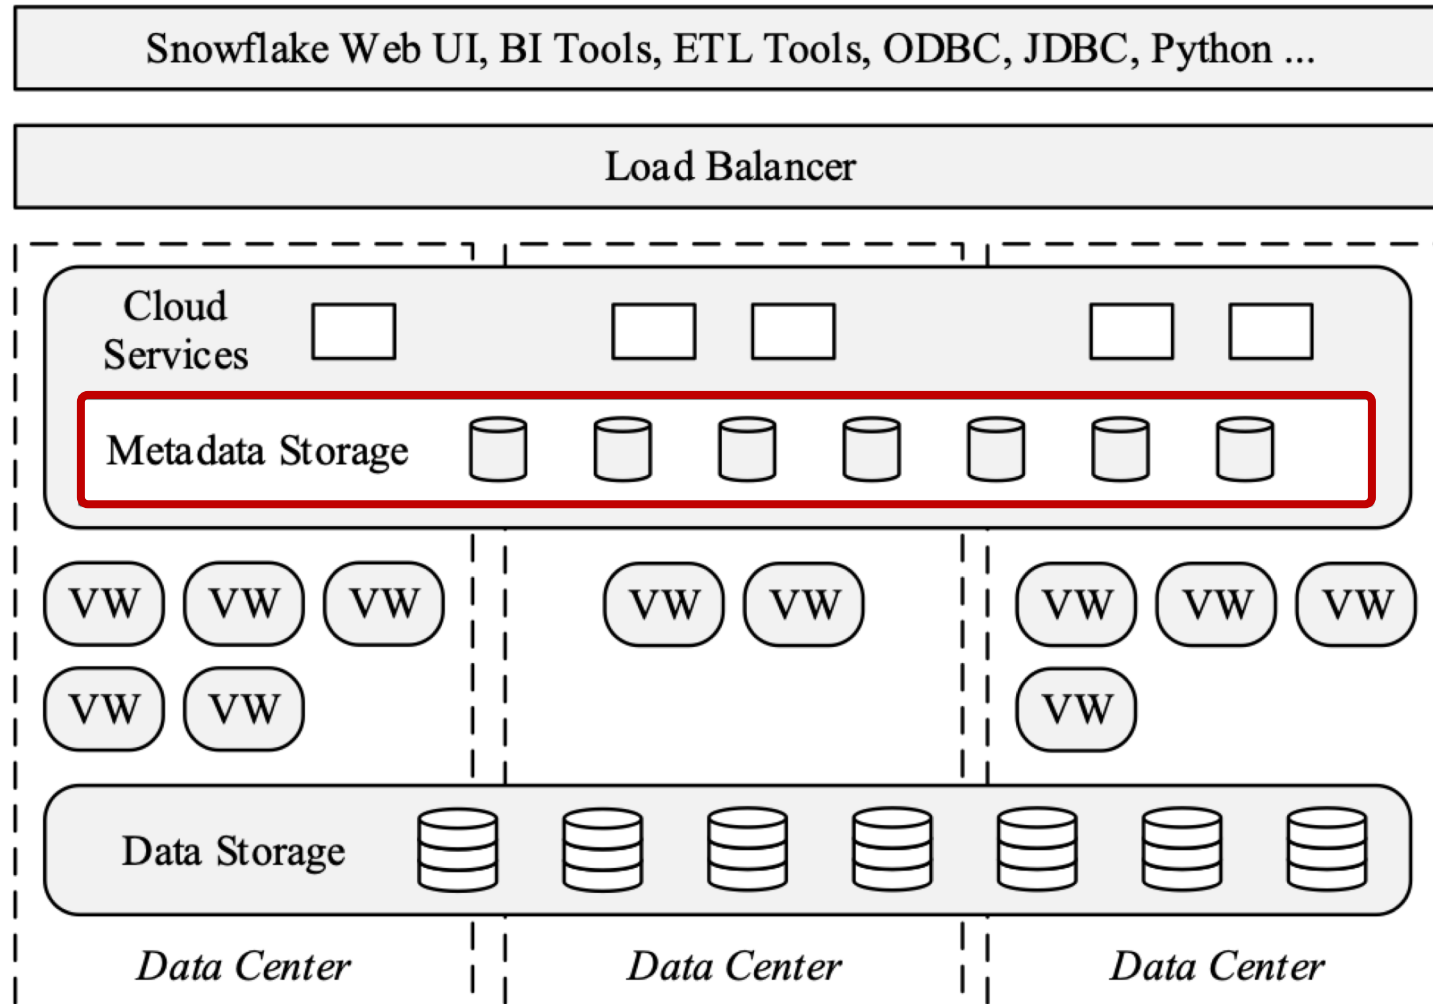 Snowflake Web UI, BI Tools, ETL Tools, ODBC, JDBC, Python ...
Load Balancer
Cloud
Services
Metadata Storage
VW VW VW VW VW VW VW VW
VW VW VW
Data Storage
Data Center Data Center Data Center